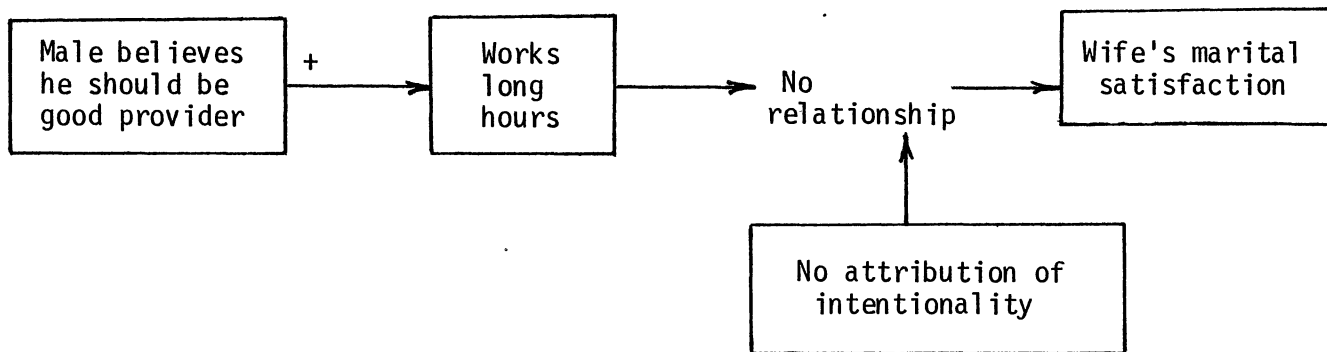 Male believes
he should be
good provider
+
Works
long
hours
No
relationship
Wife's marital
satisfaction
No attribution of
intentionality